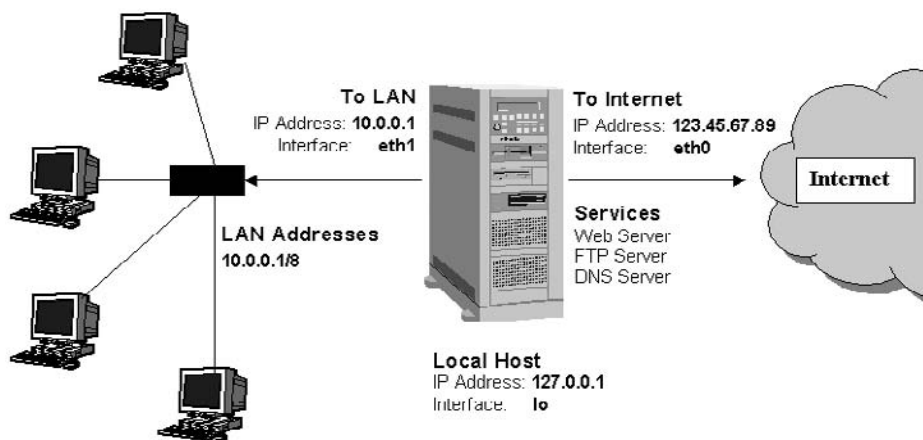 To LAN
IP Address: 10.0.0.1
Interface: eth1
To Internet
IP Address: 123.45.67.89
Interface: eth0
Internet
LAN Addresses
10.0.0.1/8
Services
Web Server
FTP Server
DNS Server
Local Host
IP Address: 127.0.0.1
Interface: lo